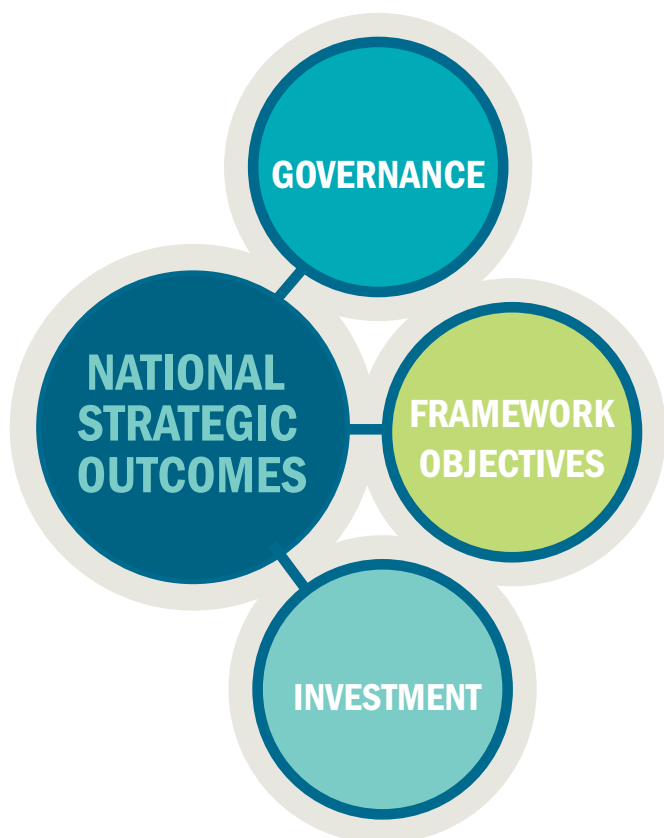 GOVERNANCE
NATIONAL
STRATEGIC
OUTCOMES
FRAMEWORK
OBJECTIVES
INVESTMENT